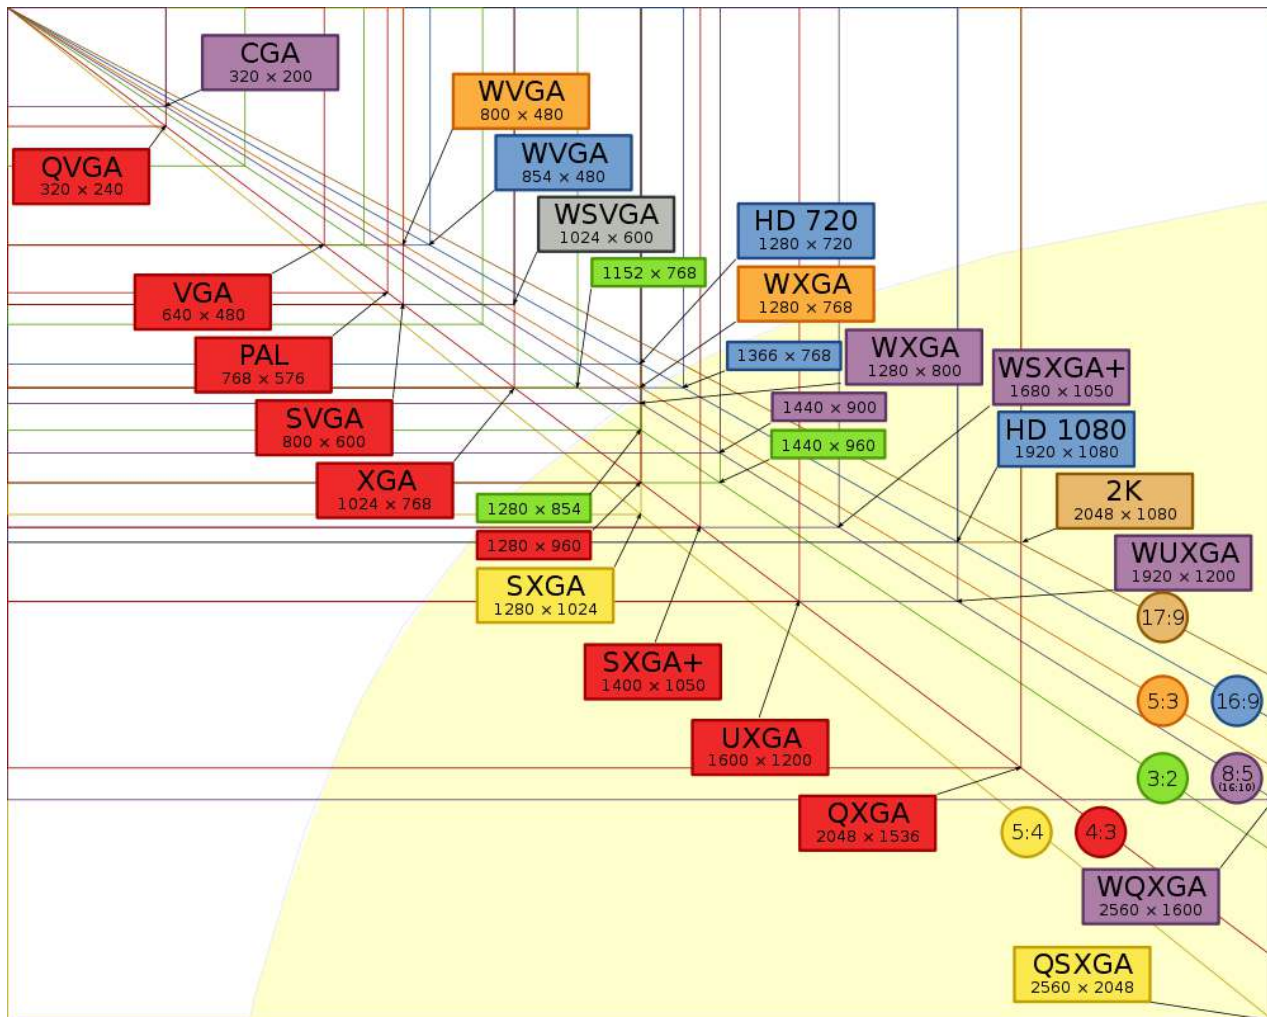 CGA
320 × 200
WVGA
800 × 480
QVGA
320 × 240
WVGA
854 × 480
WSVGA
1024 × 600
HD 720
1280 × 720
1152 × 768
VGA
640 × 480
WXGA
1280 × 768
PAL
768 × 576
1366 × 768
WXGA
1280 × 800
WSXGA+
1680 × 1050
SVGA
800 × 600
1440 × 900
HD 1080
1920 × 1080
1440 × 960
XGA
1024 × 768
2K
2048 × 1080
1280 × 854
1280 × 960
WUXGA
1920 × 1200
SXGA
1280 × 1024
17:9
SXGA+
1400 × 1050
5:3
16:9
UXGA
1600 × 1200
3:2
8:5
(16:10)
QXGA
2048 × 1536
5:4
4:3
WQXGA
2560 × 1600
QSXGA
2560 × 2048